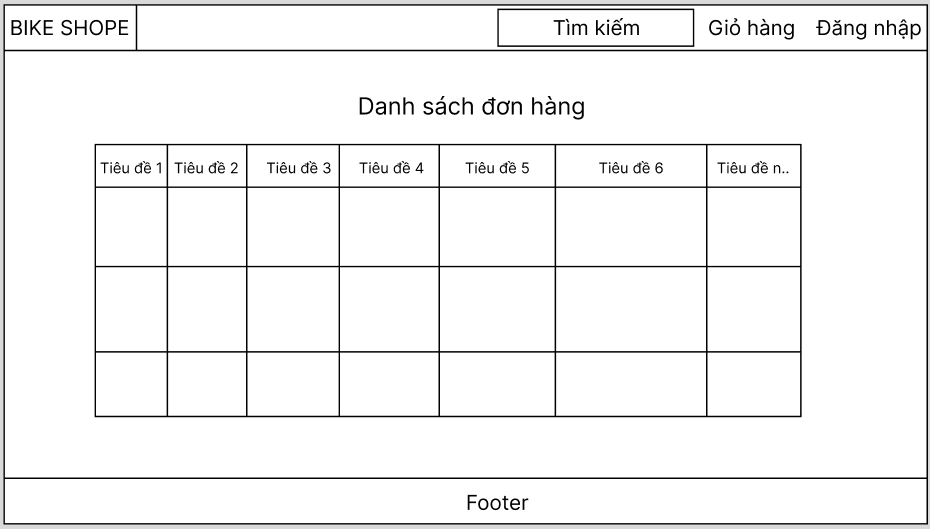 BIKE SHOPE Tìm kiếm Giỏ hàng Đăng nhập
Danh sách đơn hàng
Tiêu đề 1 Tiêu đề 2 Tiêu đề 3 Tiêu đề 4 Tiêu đề 5 Tiêu đề 6 Tiêu đề n..
Footer